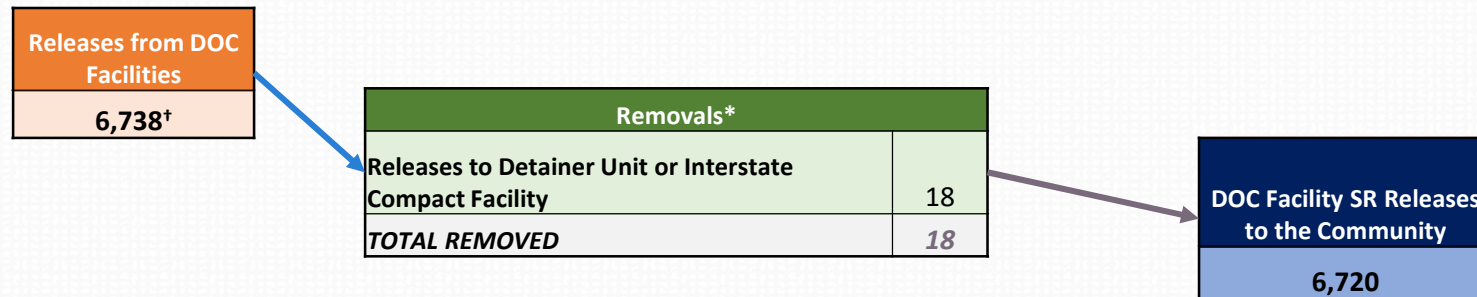 Releases from DOC
Facilities
6,738†
Removals*
Releases to Detainer Unit or Interstate
Compact Facility 18
TOTAL REMOVED 18
DOC Facility SR Releases
to the Community
6,720